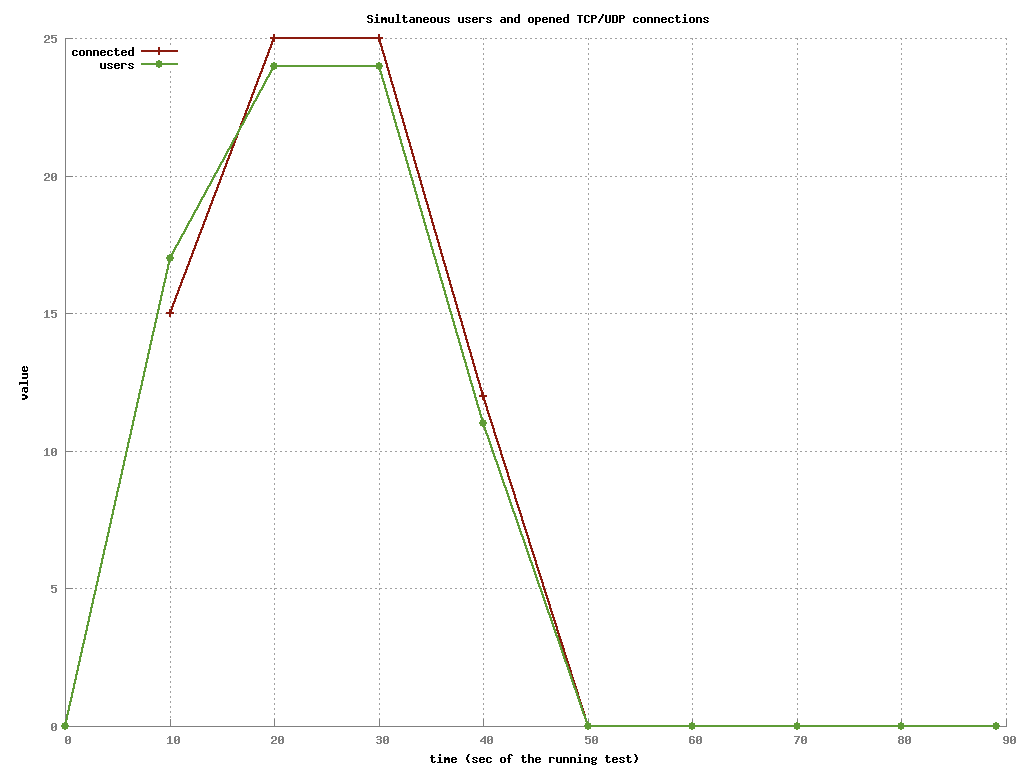 Simultaneous users and opened TCP/UDP connections
25
connected
users
20
15
value
10
5
0
0 10 20 30 40 50 60 70 80 90
time (sec of the running test)